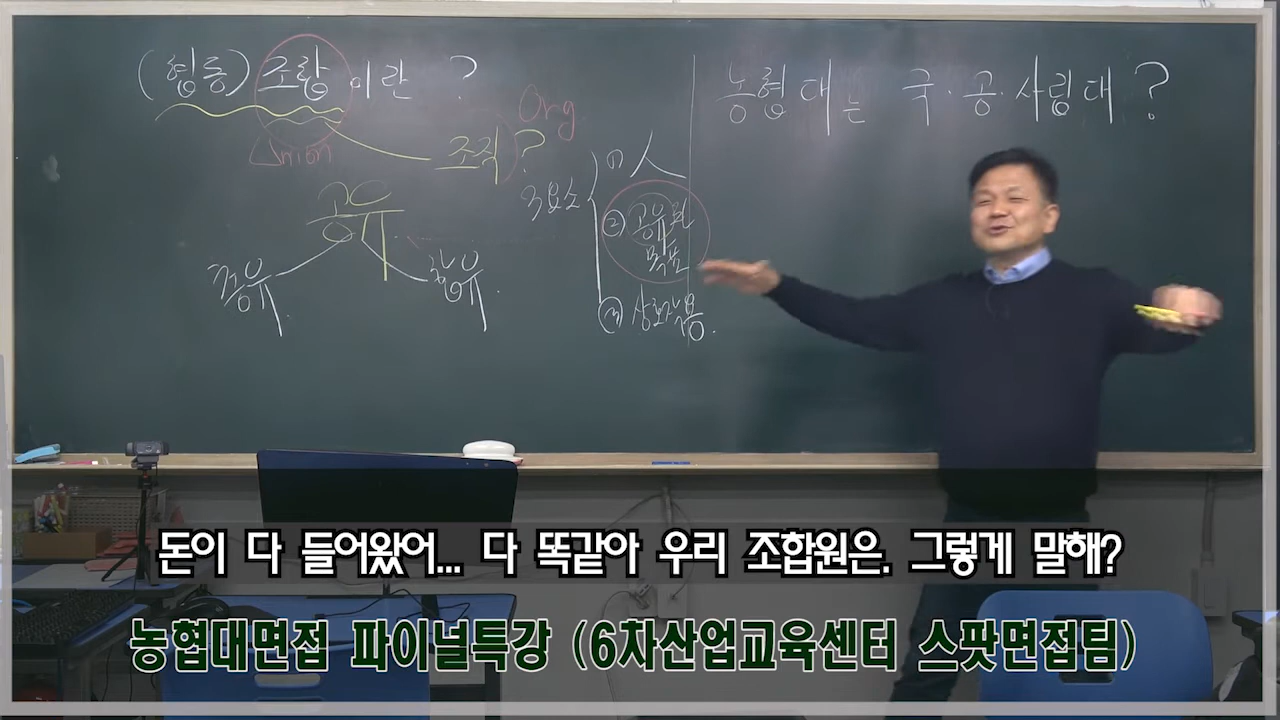 (협동) 조합 이란 ?
Union
조직 ?
Org
공유
총유.
합유.
3요소
① 人
② 공유된
목표
③ 상호작용.
농협대는 국·공·사립대 ?
돈이 다 들어왔어... 다 똑같아 우리 조합원은. 그렇게 말해?
농협대면접 파이널특강 (6차산업교육센터 스팟면접팀)